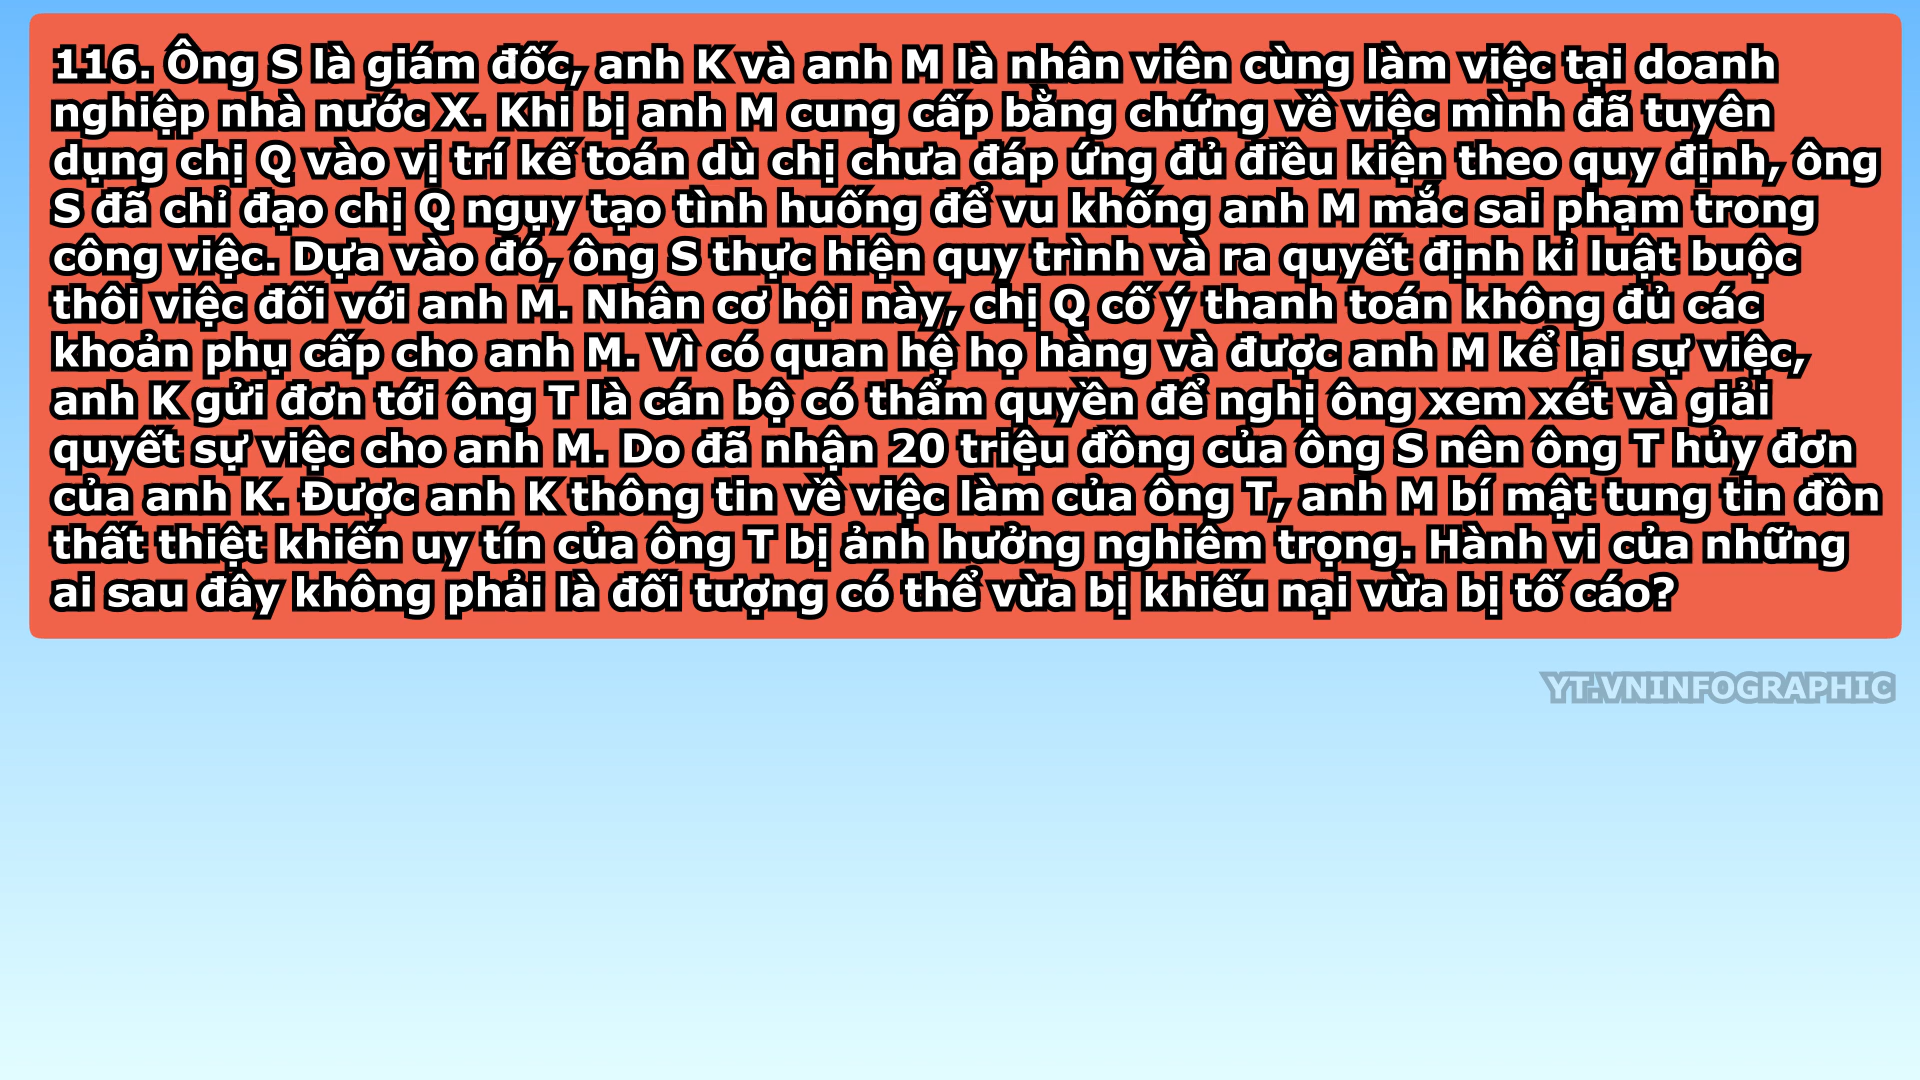 116. Ông S là giám đốc, anh K và anh M là nhân viên cùng làm việc tại doanh
nghiệp nhà nước X. Khi bị anh M cung cấp bằng chứng về việc mình đã tuyên
dụng chị Q vào vị trí kế toán dù chị chưa đáp ứng đủ điều kiện theo quy định, ông
S đã chỉ đạo chị Q ngụy tạo tình huống để vu khống anh M mắc sai phạm trong
công việc. Dựa vào đó, ông S thực hiện quy trình và ra quyết định kỉ luật buộc
thôi việc đối với anh M. Nhân cơ hội này, chị Q cố ý thanh toán không đủ các
khoản phụ cấp cho anh M. Vì có quan hệ họ hàng và được anh M kể lại sự việc,
anh K gửi đơn tới ông T là cán bộ có thẩm quyền để nghị ông xem xét và giải
quyết sự việc cho anh M. Do đã nhận 20 triệu đồng của ông S nên ông T hủy đơn
của anh K. Được anh K thông tin về việc làm của ông T, anh M bí mật tung tin đồn
thất thiệt khiến uy tín của ông T bị ảnh hưởng nghiêm trọng. Hành vi của những
ai sau đây không phải là đối tượng có thể vừa bị khiếu nại vừa bị tố cáo?
YT.VNINFOGRAPHIC